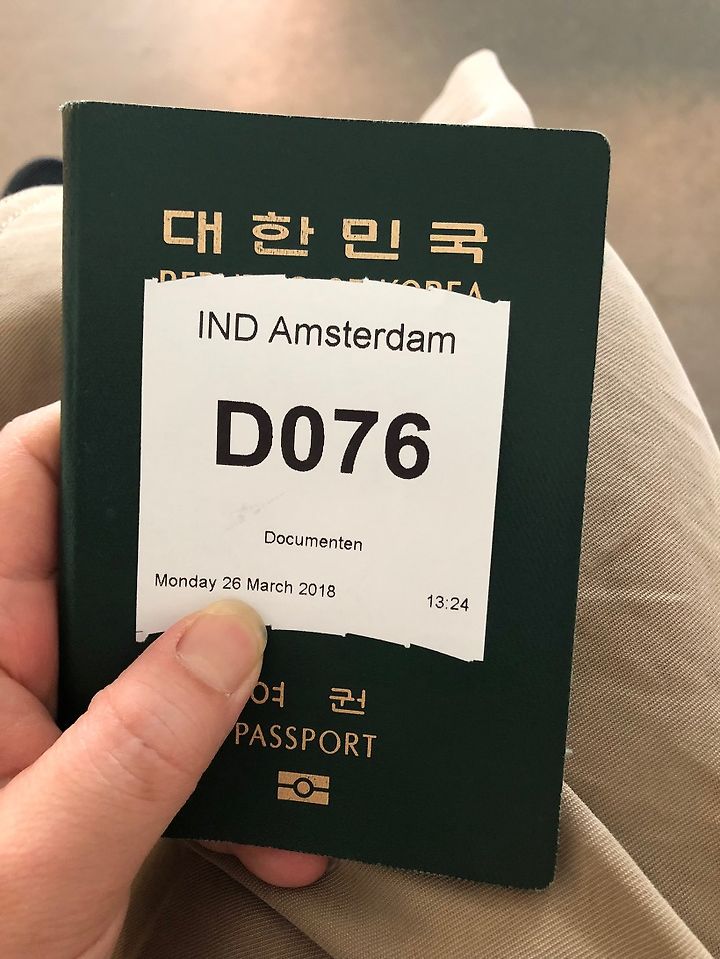 대한민국
IND Amsterdam
D076
Documenten
Monday 26 March 2018 13:24
여권
PASSPORT